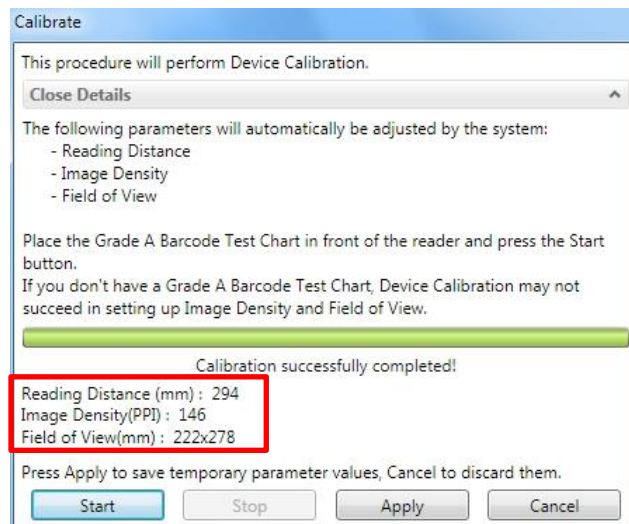 Calibrate
This procedure will perform Device Calibration.
Close Details
The following parameters will automatically be adjusted by the system:
- Reading Distance
- Image Density
- Field of View
Place the Grade A Barcode Test Chart in front of the reader and press the Start
button.
If you don't have a Grade A Barcode Test Chart, Device Calibration may not
succeed in setting up Image Density and Field of View.
Calibration successfully completed!
Reading Distance (mm) : 294
Image Density(PPI) : 146
Field of View(mm) : 222x278
Press Apply to save temporary parameter values, Cancel to discard them.
Start Stop Apply Cancel